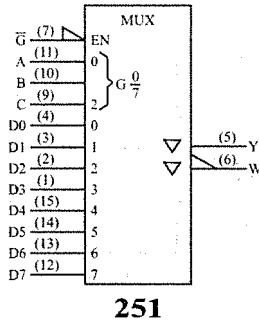 MUX
G̅ (7) EN
A (11) 0
B (10) G 0/7
C (9) 2
D0 (4) 0
D1 (3) 1 ▽ (5) Y
D2 (2) 2 ▽ (6) W
D3 (1) 3
D4 (15) 4
D5 (14) 5
D6 (13) 6
D7 (12) 7
251